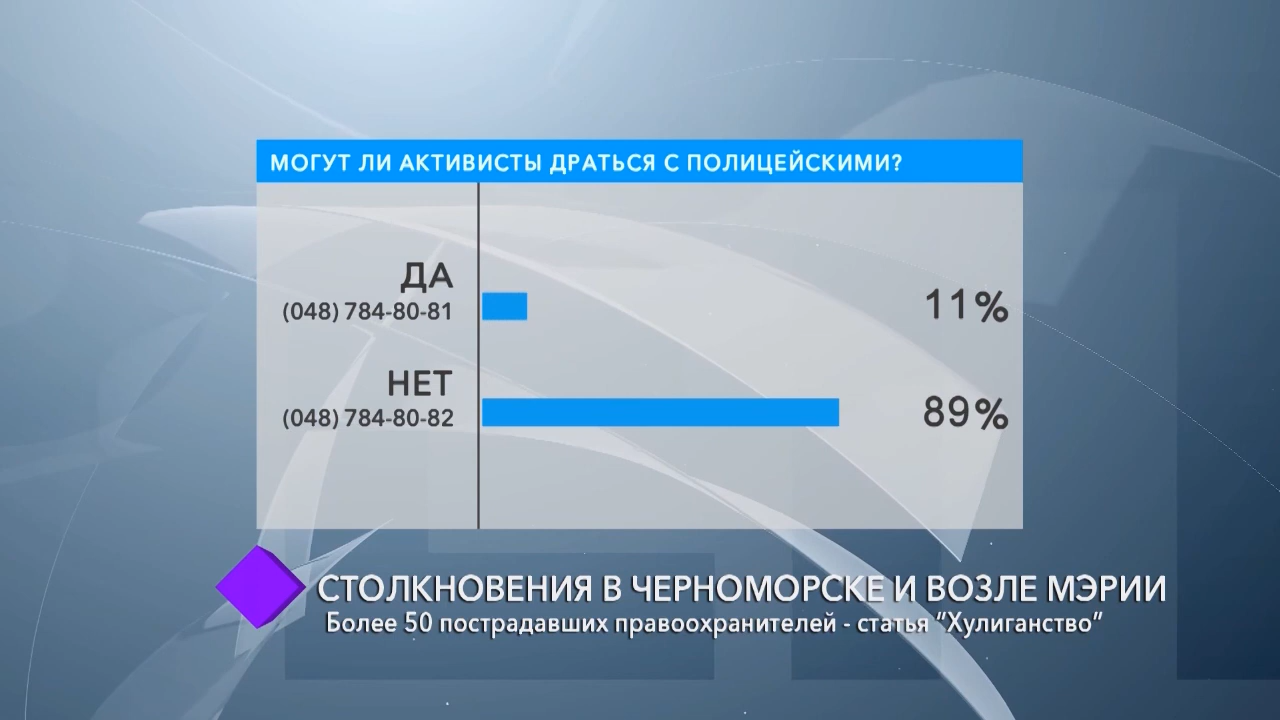 МОГУТ ЛИ АКТИВИСТЫ ДРАТЬСЯ С ПОЛИЦЕЙСКИМИ?
ДА
(048) 784-80-81
11%
НЕТ
(048) 784-80-82
89%
СТОЛКНОВЕНИЯ В ЧЕРНОМОРСКЕ И ВОЗЛЕ МЭРИИ
Более 50 пострадавших правоохранителей - статья "Хулиганство"